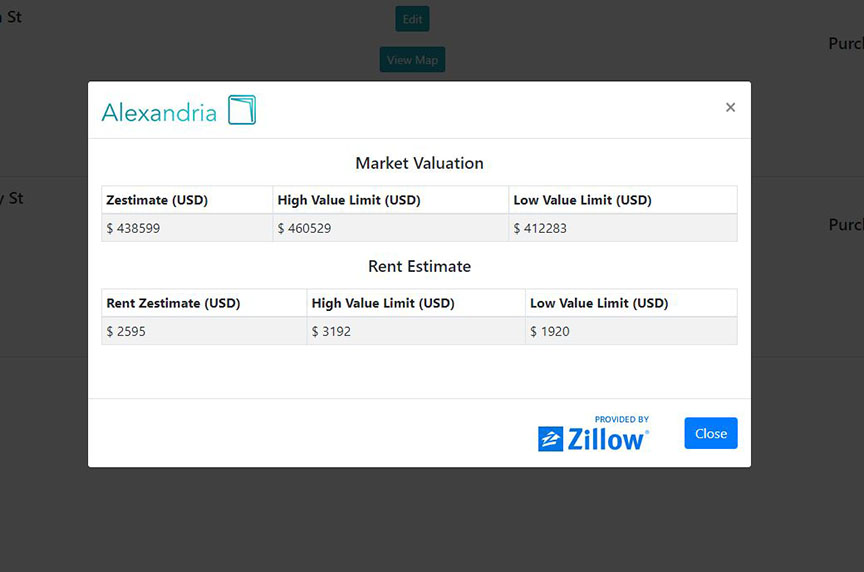 St
Edit
View Map
Alexandria
×
Market Valuation
Zestimate (USD) High Value Limit (USD) Low Value Limit (USD)
$ 438599 $ 460529 $ 412283
St
Rent Estimate
Rent Zestimate (USD) High Value Limit (USD) Low Value Limit (USD)
$ 2595 $ 3192 $ 1920
PROVIDED BY
Zillow®
Close